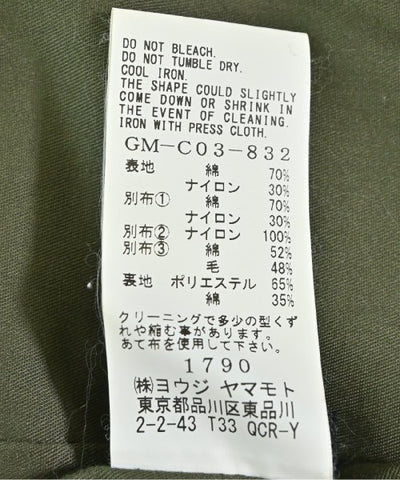 DO NOT BLEACH.
DO NOT TUMBLE DRY.
COOL IRON.
THE SHAPE COULD SLIGHTLY
COME DOWN OR SHRINK IN
THE EVENT OF CLEANING.
IRON WITH PRESS CLOTH.
GM-C03-832
表地 綿 70%
ナイロン 30%
別布① 綿 70%
ナイロン 30%
別布② ナイロン 100%
別布③ 綿 52%
毛 48%
裏地 ポリエステル 65%
綿 35%
クリーニングで多少の型くず
れや縮む事があります。
あて布を使用して下さい。
1790
㈱ヨウジ ヤマモト
東京都品川区東品川
2-2-43 T33 QCR-Y